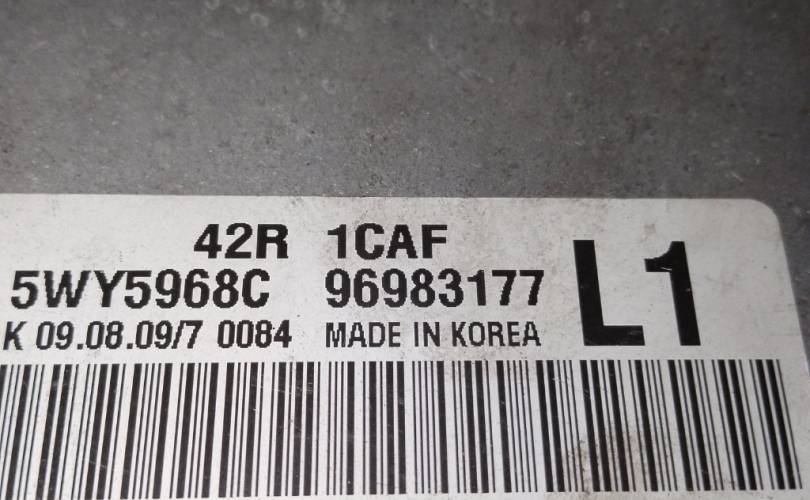 42R 1CAF
5WY5968C 96983177 L1
K 09.08.09/7 0084 MADE IN KOREA